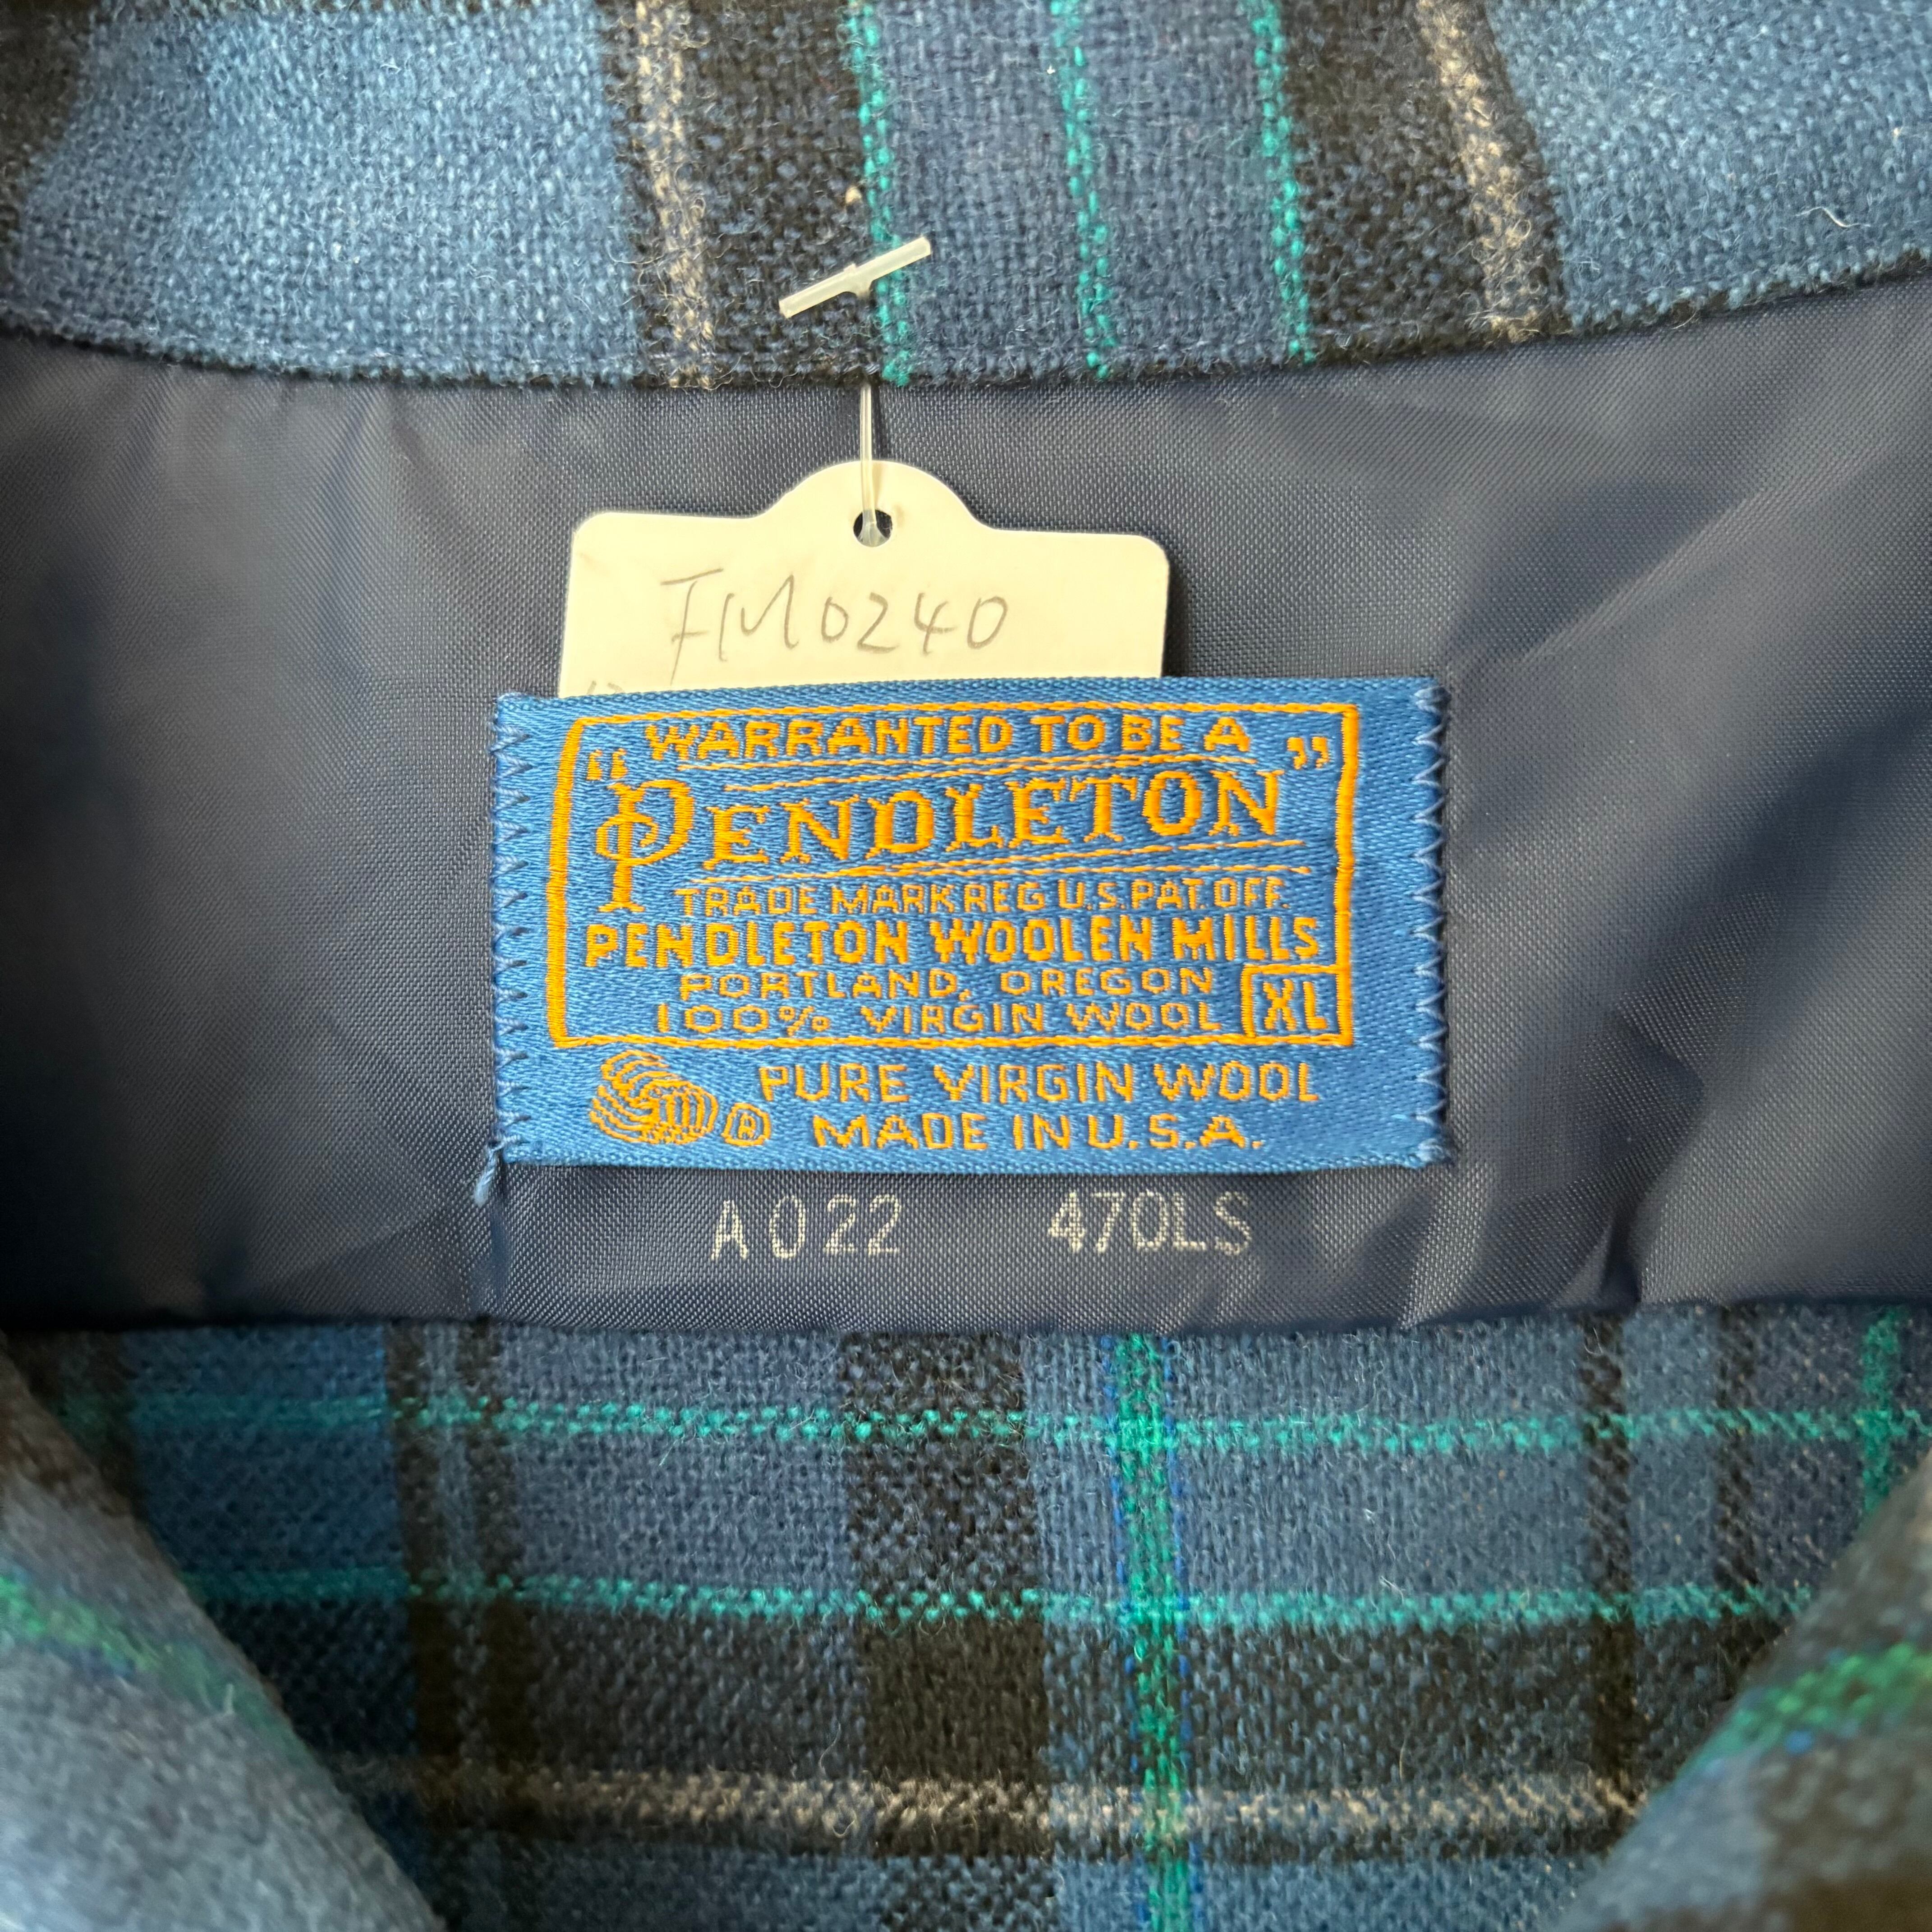 FM0240
WARRANTED TO BE A
"PENDLETON"
TRADE MARK REG U.S. PAT. OFF.
PENDLETON WOOLEN MILLS
PORTLAND, OREGON
100% VIRGIN WOOL XL
PURE VIRGIN WOOL
® MADE IN U.S.A.
A022 470LS